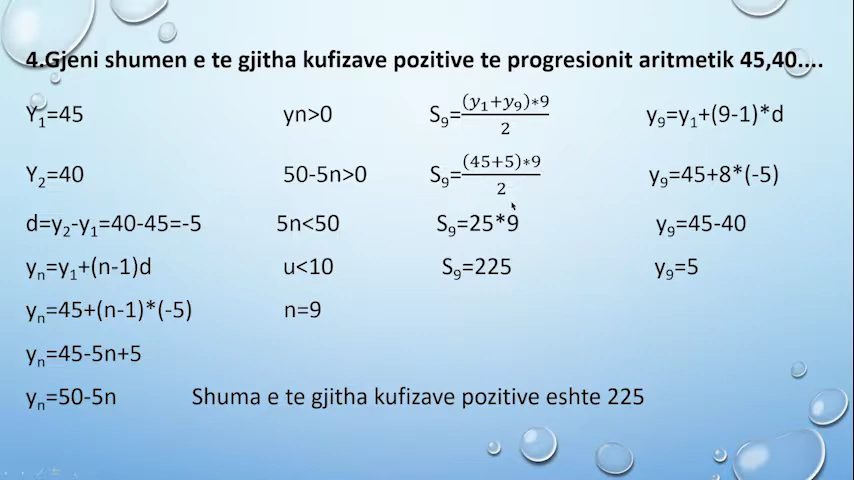 4.Gjeni shumen e te gjitha kufizave pozitive te progresionit aritmetik 45,40....
Y₁=45 yn>0 S₉=(y₁+y₉)∗9/2 y₉=y₁+(9-1)*d
Y₂=40 50-5n>0 S₉=(45+5)∗9/2 y₉=45+8*(-5)
d=y₂-y₁=40-45=-5 5n<50 S₉=25*9 y₉=45-40
yₙ=y₁+(n-1)d u<10 S₉=225 y₉=5
yₙ=45+(n-1)*(-5) n=9
yₙ=45-5n+5
yₙ=50-5n Shuma e te gjitha kufizave pozitive eshte 225